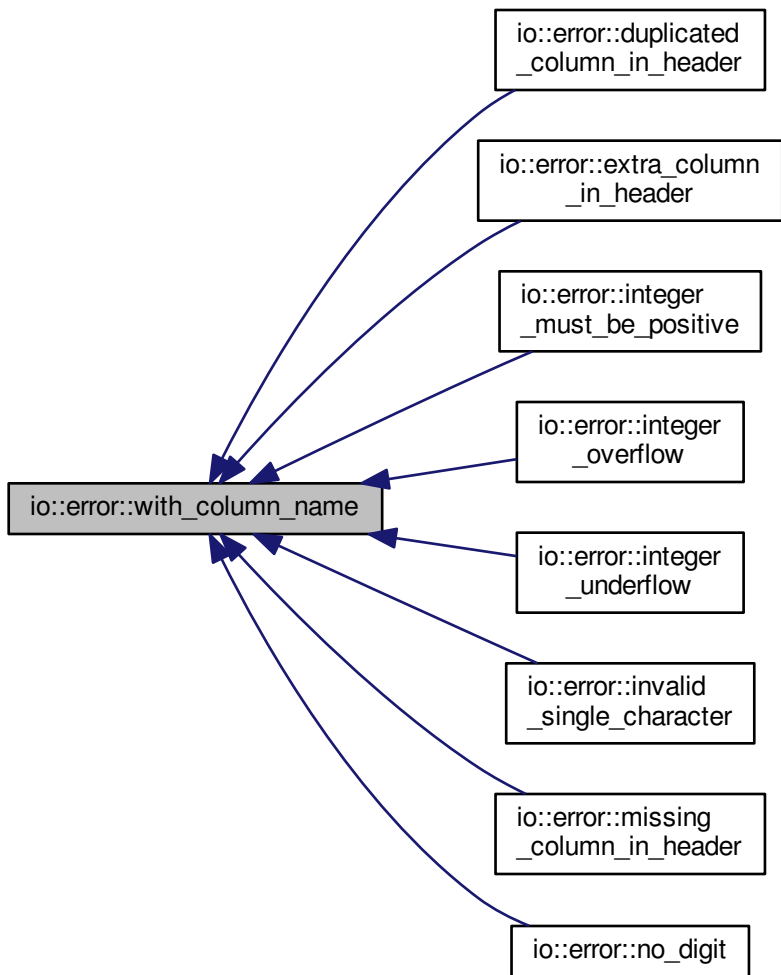 io::error::duplicated
_column_in_header
io::error::extra_column
_in_header
io::error::integer
_must_be_positive
io::error::integer
_overflow
io::error::with_column_name
io::error::integer
_underflow
io::error::invalid
_single_character
io::error::missing
_column_in_header
io::error::no_digit